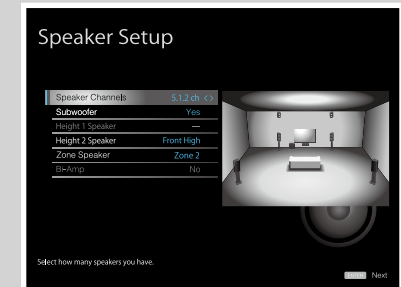 Speaker Setup
Speaker Channels 5.1.2 ch < >
Subwoofer Yes
Height 1 Speaker ---
Height 2 Speaker Front High
Zone Speaker Zone 2
Bi-Amp No
Select how many speakers you have.
ENTER Next